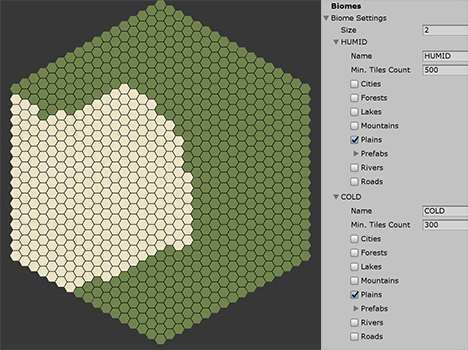 Biomes
Biome Settings
Size 2
HUMID
Name HUMID
Min. Tiles Count 500
Cities
Forests
Lakes
Mountains
Plains
Prefabs
Rivers
Roads
COLD
Name COLD
Min. Tiles Count 300
Cities
Forests
Lakes
Mountains
Plains
Prefabs
Rivers
Roads